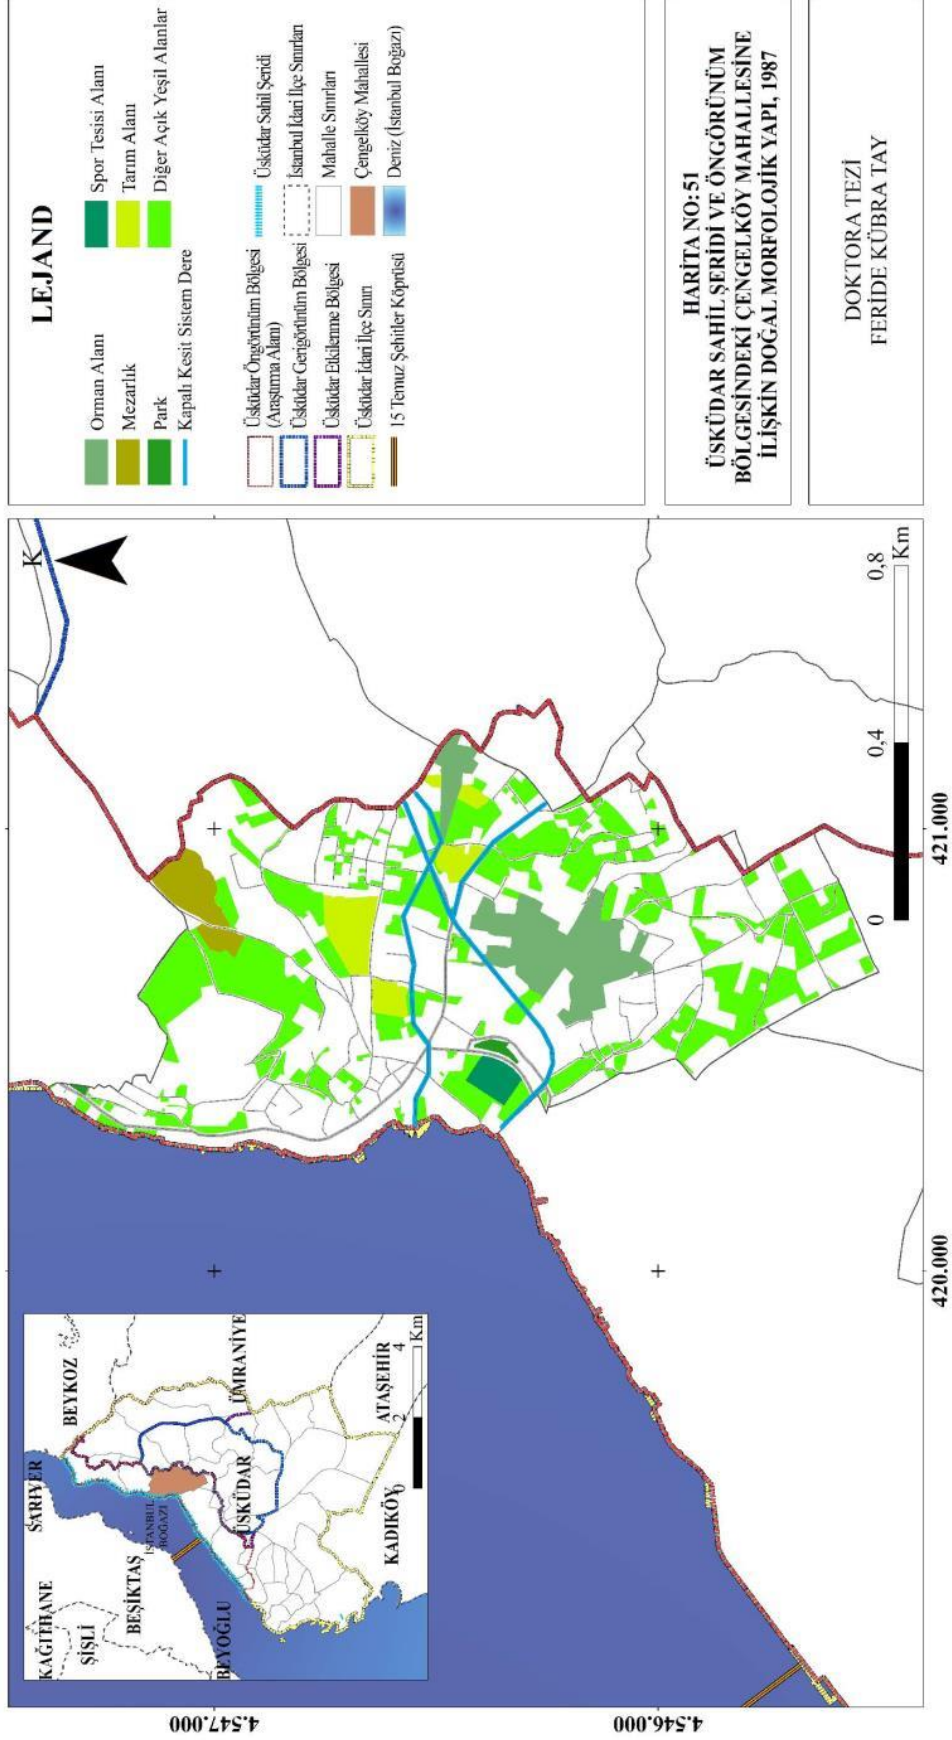 SARIYER
BEYKOZ
KAĞITHANE
ŞİŞLİ
BEŞİKTAŞ
İSTANBUL
BOĞAZI
BEYOĞLU
ÜSKÜDAR
ÜMRANİYE
KADIKÖY
ATAŞEHİR
0 2 4
Km
K
0 0,4 0,8
Km
4.547.000
4.546.000
420.000
421.000
LEJAND
Orman Alanı
Mezarlık
Park
Kapalı Kesit Sistem Dere
Spor Tesisi Alanı
Tarım Alanı
Diğer Açık Yeşil Alanlar
Üsküdar Öngörünüm Bölgesi
(Araştırma Alanı)
Üsküdar Gerigörünüm Bölgesi
Üsküdar Etkilenme Bölgesi
Üsküdar İdari İlçe Sınırı
15 Temuz Şehitler Köprüsü
Üsküdar Sahil Şeridi
İstanbul İdari İlçe Sınırları
Mahalle Sınırları
Çengelköy Mahallesi
Deniz (İstanbul Boğazı)
HARİTA NO:51
ÜSKÜDAR SAHİL ŞERİDİ VE ÖNGÖRÜNÜM
BÖLGESİNDEKİ ÇENGELKÖY MAHALLESİNE
İLİŞKİN DOĞAL MORFOLOJİK YAPI, 1987
DOKTORA TEZİ
FERİDE KÜBRA TAY